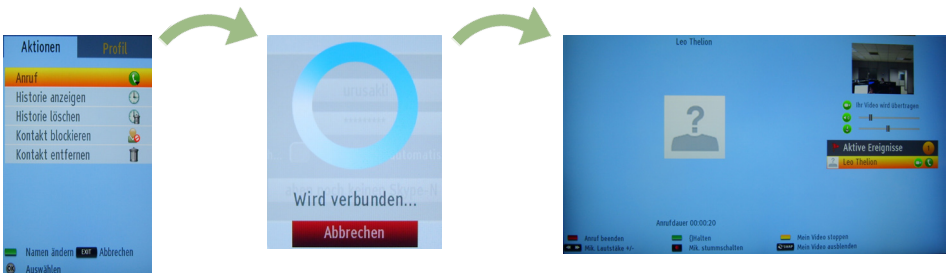 Aktionen Profil
Anruf
Historie anzeigen
Historie löschen
Kontakt blockieren
Kontakt entfernen
Namen ändern EXIT Abbrechen
OK Auswählen
Wird verbunden...
Abbrechen
Leo Thelion
Ihr Video wird übertragen
Aktive Ereignisse
Leo Thelion
Anrufdauer 00:00:20
Anruf beenden
()Halten
Mein Video stoppen
Mik. Lautstäke +/-
Mik. stummschalten
Mein Video ausblenden